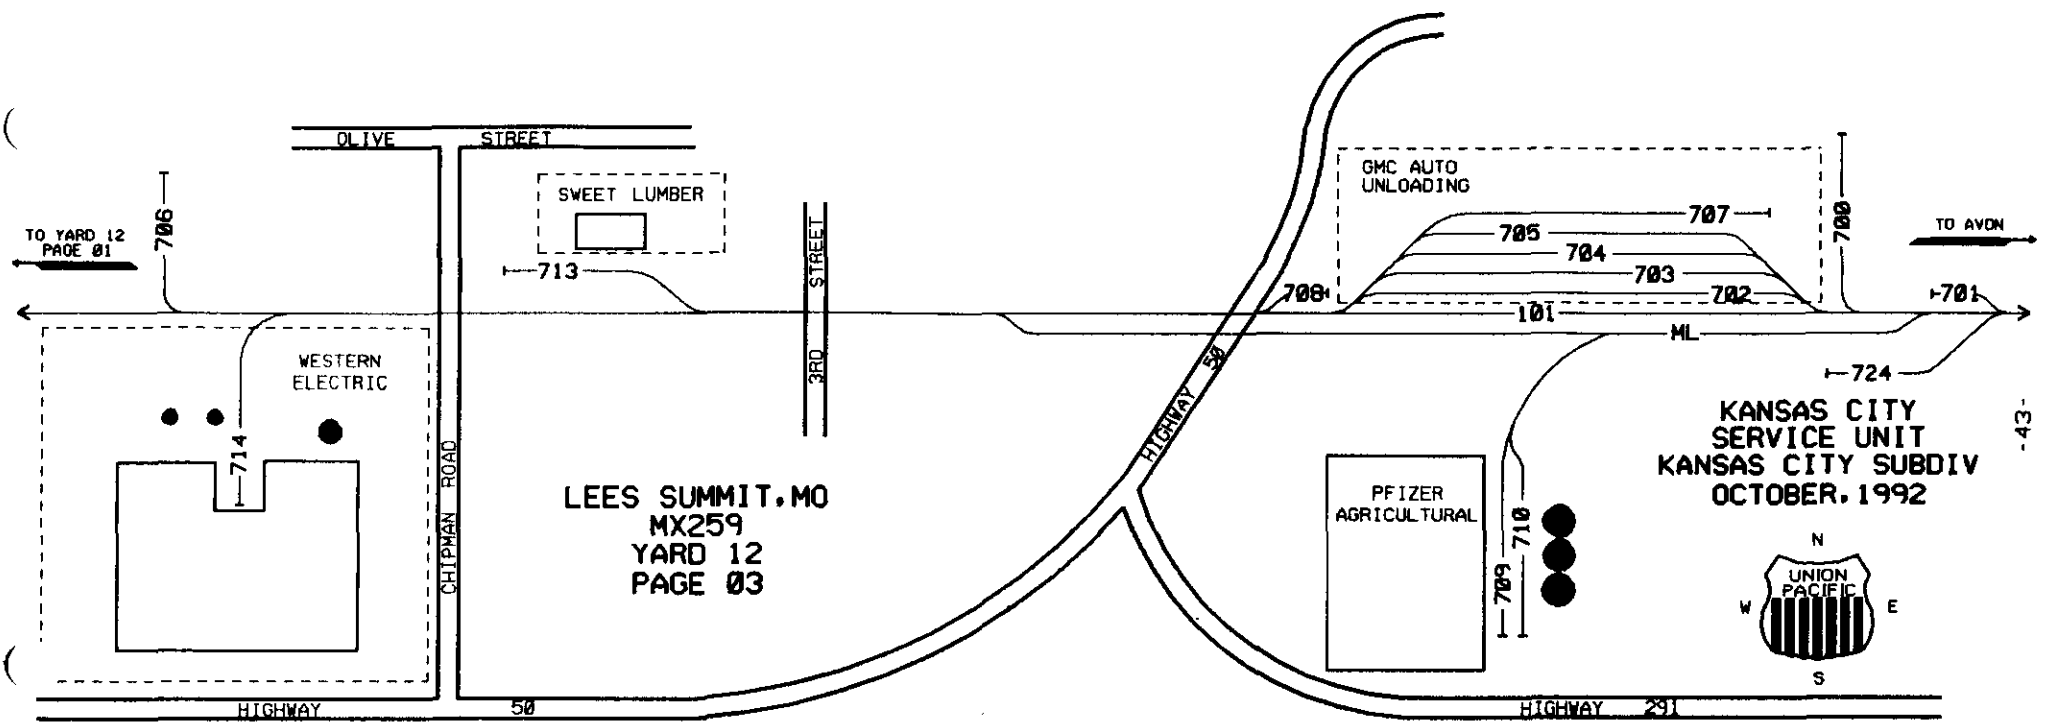 OLIVE STREET
SWEET LUMBER
GMC AUTO
UNLOADING
TO YARD 12
PAGE 01
706
713
3RD STREET
707
705
704
703
702
708
101
ML
700
TO AVON
701
724
WESTERN
ELECTRIC
714
CHIPMAN ROAD
LEES SUMMIT, MO
MX259
YARD 12
PAGE 03
HIGHWAY 50
KANSAS CITY
SERVICE UNIT
KANSAS CITY SUBDIV
OCTOBER, 1992
-43-
PFIZER
AGRICULTURAL
709
710
N
UNION
PACIFIC
W
E
S
HIGHWAY 50
HIGHWAY 291